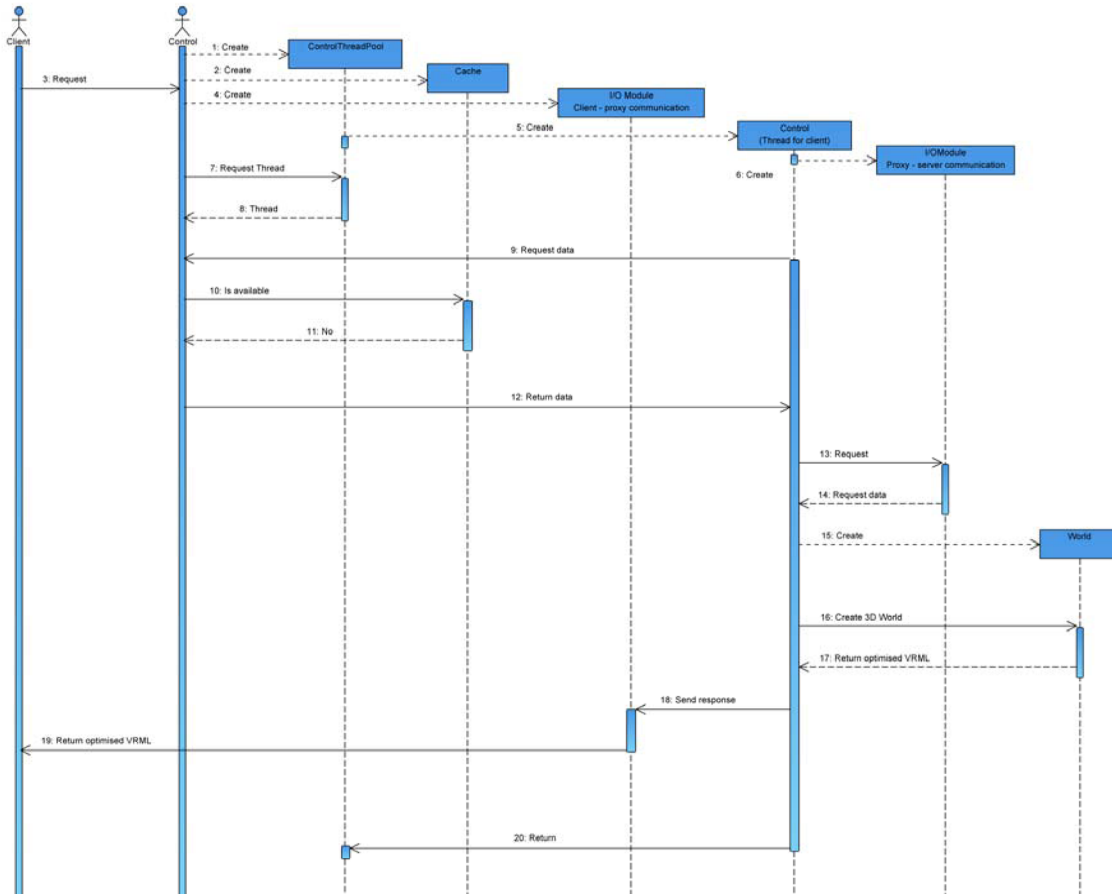 Client
Control
1: Create
ControlThreadPool
2: Create
Cache
3: Request
4: Create
I/O Module
Client - proxy communication
5: Create
Control
(Thread for client)
I/OModule
Proxy - server communication
6: Create
7: Request Thread
8: Thread
9: Request data
10: Is available
11: No
12: Return data
13: Request
14: Request data
15: Create
World
16: Create 3D World
17: Return optimised VRML
18: Send response
19: Return optimised VRML
20: Return